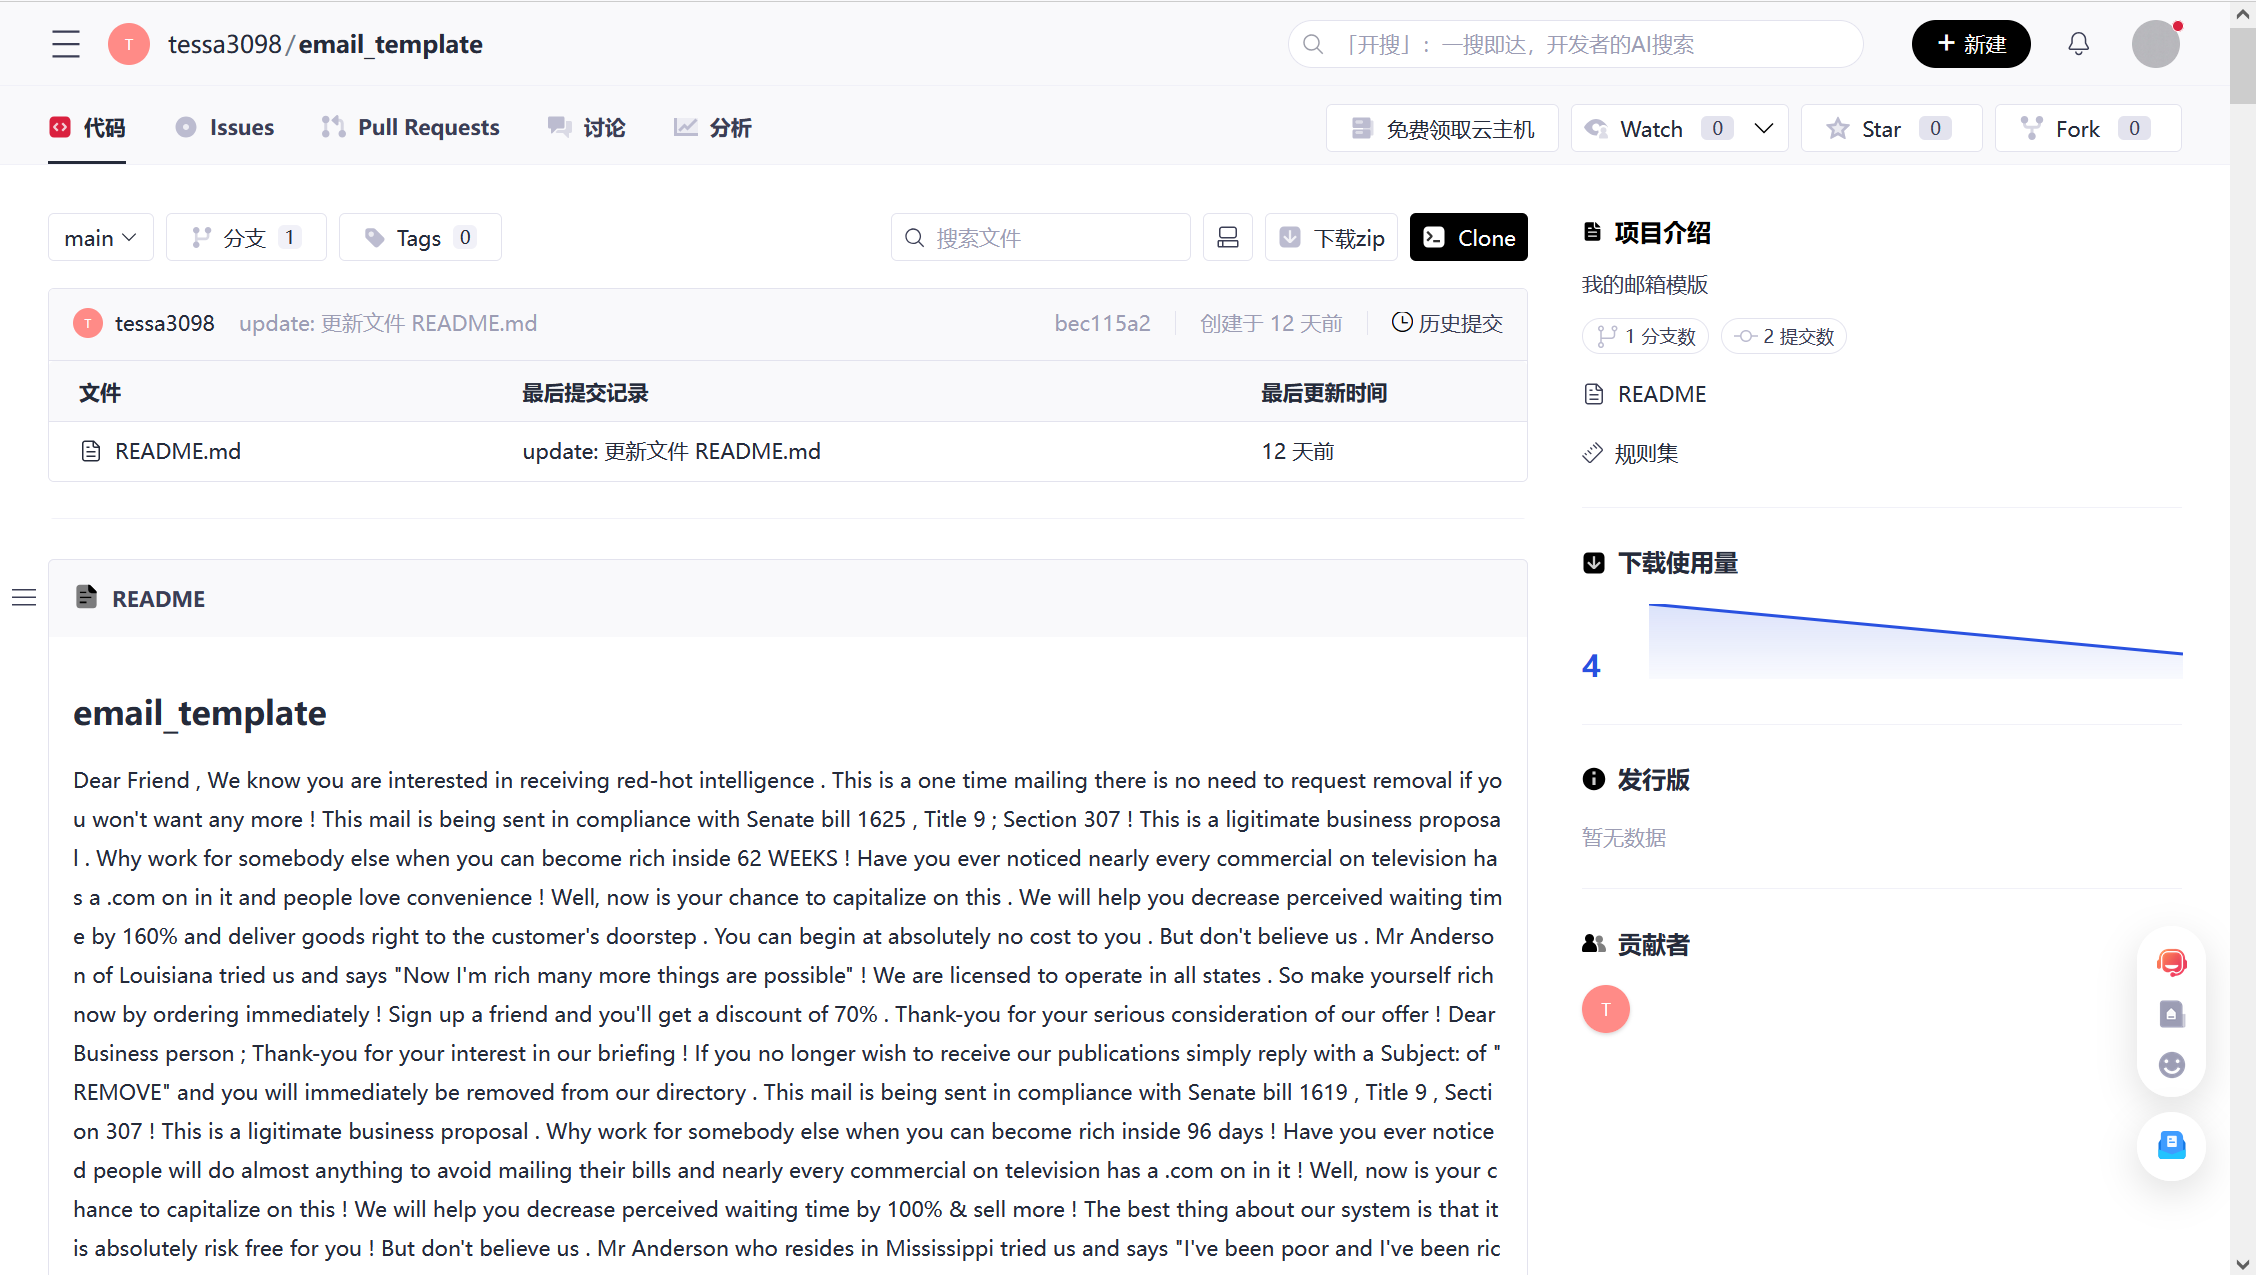 T
tessa3098/email_template
「开搜」：一搜即达，开发者的AI搜索
新建
代码
Issues
Pull Requests
讨论
分析
免费领取云主机
Watch 0
Star 0
Fork 0
main
分支 1
Tags 0
搜索文件
下载zip
Clone
T tessa3098 update: 更新文件 README.md bec115a2 创建于 12 天前 历史提交
文件 最后提交记录 最后更新时间
README.md update: 更新文件 README.md 12 天前
README
email_template
Dear Friend , We know you are interested in receiving red-hot intelligence . This is a one time mailing there is no need to request removal if yo
u won't want any more ! This mail is being sent in compliance with Senate bill 1625 , Title 9 ; Section 307 ! This is a ligitimate business proposa
l . Why work for somebody else when you can become rich inside 62 WEEKS ! Have you ever noticed nearly every commercial on television ha
s a .com on in it and people love convenience ! Well, now is your chance to capitalize on this . We will help you decrease perceived waiting tim
e by 160% and deliver goods right to the customer's doorstep . You can begin at absolutely no cost to you . But don't believe us . Mr Anderso
n of Louisiana tried us and says "Now I'm rich many more things are possible" ! We are licensed to operate in all states . So make yourself rich
now by ordering immediately ! Sign up a friend and you'll get a discount of 70% . Thank-you for your serious consideration of our offer ! Dear
Business person ; Thank-you for your interest in our briefing ! If you no longer wish to receive our publications simply reply with a Subject: of "
REMOVE" and you will immediately be removed from our directory . This mail is being sent in compliance with Senate bill 1619 , Title 9 , Secti
on 307 ! This is a ligitimate business proposal . Why work for somebody else when you can become rich inside 96 days ! Have you ever notice
d people will do almost anything to avoid mailing their bills and nearly every commercial on television has a .com on in it ! Well, now is your c
hance to capitalize on this ! We will help you decrease perceived waiting time by 100% & sell more ! The best thing about our system is that it
is absolutely risk free for you ! But don't believe us . Mr Anderson who resides in Mississippi tried us and says "I've been poor and I've been ric
项目介绍
我的邮箱模版
1 分支数
2 提交数
README
规则集
下载使用量
4
发行版
暂无数据
贡献者
T